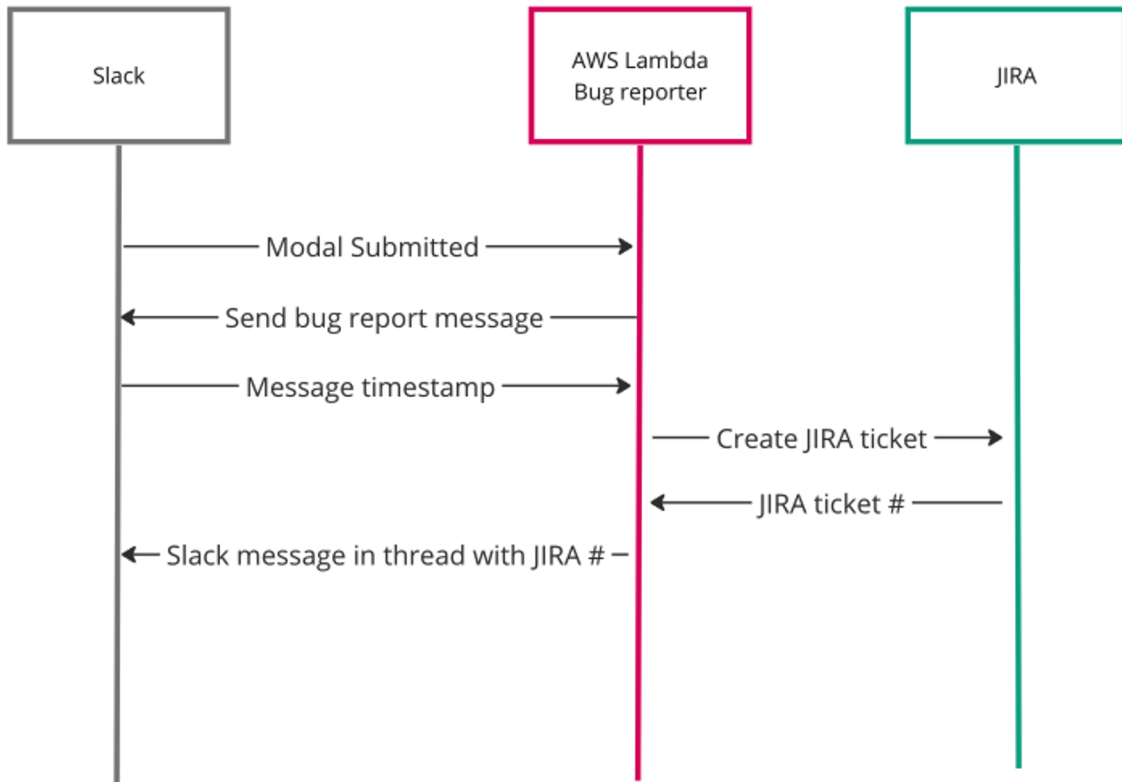 Slack
AWS Lambda
Bug reporter
JIRA
Modal Submitted
Send bug report message
Message timestamp
Create JIRA ticket
JIRA ticket #
Slack message in thread with JIRA #